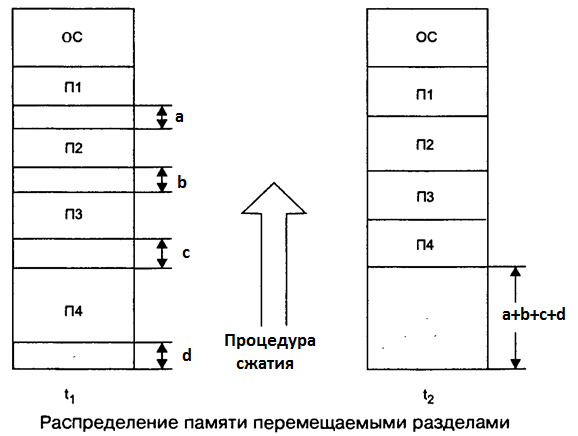 ОС
П1
a
П2
b
П3
c
П4
d
t1
Процедура
сжатия
ОС
П1
П2
П3
П4
a+b+c+d
t2
Распределение памяти перемещаемыми разделами